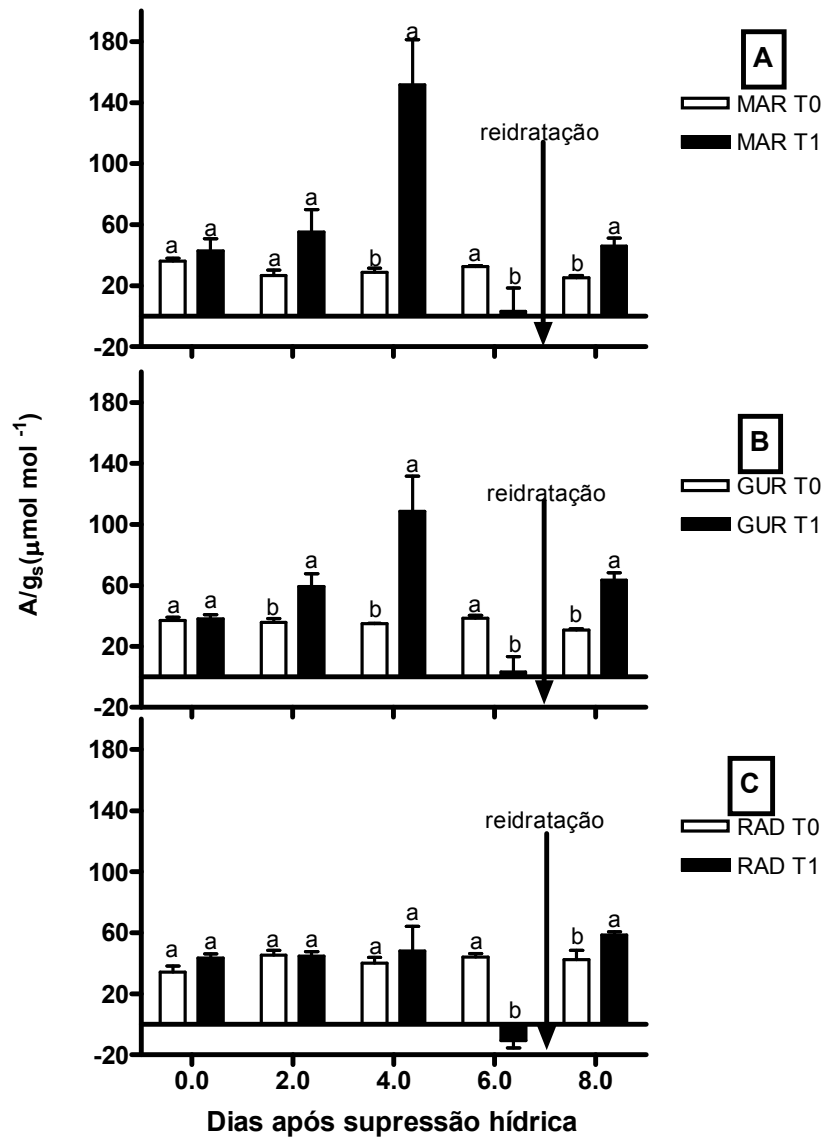 A/gs(μmol mol -1)
180
140
100
60
20
-20
a
a
a
a
b
a
a
b
b
a
reidratação
A
MAR T0
MAR T1
180
140
100
60
20
-20
a
a
b
a
b
a
a
b
b
a
reidratação
B
GUR T0
GUR T1
180
140
100
60
20
-20
a
a
a
a
a
a
a
b
b
a
reidratação
C
RAD T0
RAD T1
0.0 2.0 4.0 6.0 8.0
Dias após supressão hídrica